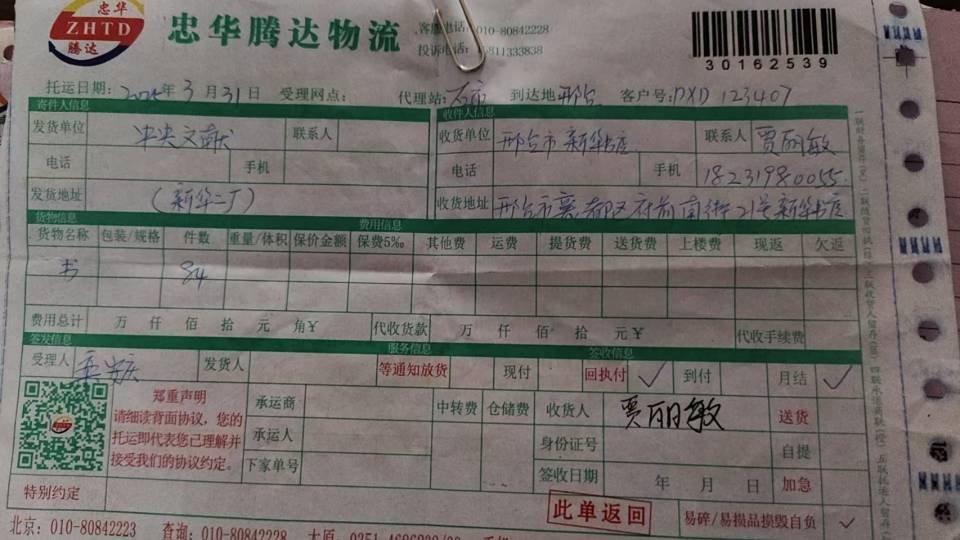 忠华
ZHTD
腾达
忠华腾达物流
客服电话：010-80842228
30162539
托运日期：2025年3月31日 受理网点： 代理站： 到达地 邢台 客户号：DXD 123407
寄件人信息 收件人信息
发货单位 中央文献 联系人 收货单位 邢台市新华书店 联系人 贾丽敏
电话 手机 电话 手机 18231980055
发货地址 (新华二厂) 收货地址 邢台市襄都区府前南街21号新华书店
货物信息 费用信息
货物名称 包装/规格 件数 重量/体积 保价金额 保费5‰ 其他费 运费 提货费 送货费 上楼费 现返 欠返
书 84
费用总计 万 仟 佰 拾 元 角¥ 代收货款 万 仟 佰 拾 元¥ 代收手续费
签发信息 服务信息 签收信息
受理人 发货人 等通知放货 现付 回执付 ✓ 到付 月结 ✓
郑重声明
请细读背面协议，您的
托运即代表您已理解并
接受我们的协议约定。
承运商 中转费 仓储费 收货人 贾丽敏 送货
承运人 身份证号 自提
下家单号 签收日期 年 月 日 加急
特别约定 此单返回 易碎/易损品损毁自负 ✓
北京：010-80842223 查询：010-80842228 太原